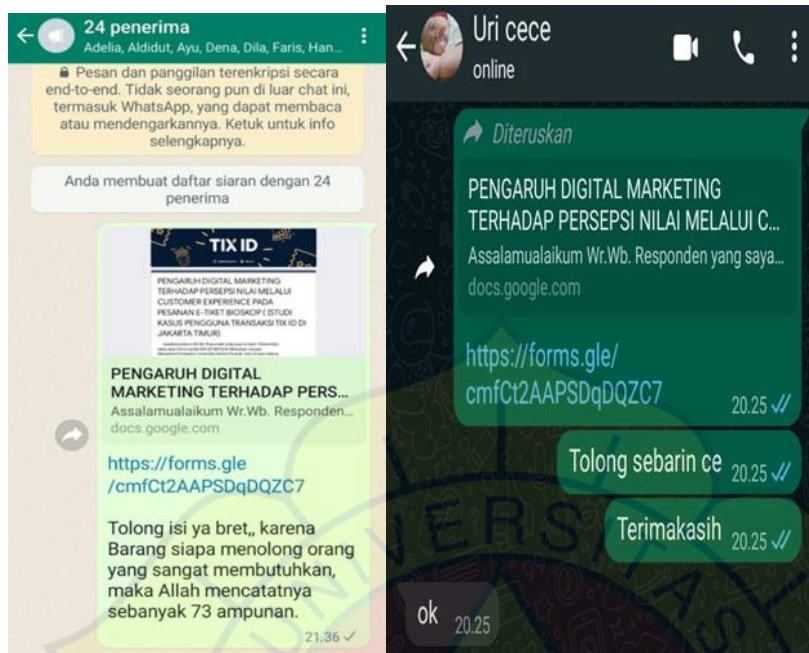 24 penerima
Adelia, Aldidut, Ayu, Dena, Dila, Faris, Han...
Pesan dan panggilan terenkripsi secara
end-to-end. Tidak seorang pun di luar chat ini,
termasuk WhatsApp, yang dapat membaca
atau mendengarkannya. Ketuk untuk info
selengkapnya.
Anda membuat daftar siaran dengan 24
penerima
TIX ID
PENGARUH DIGITAL MARKETING
TERHADAP PERSEPSI NILAI MELALUI
CUSTOMER EXPERIENCE PADA
PESANAN E-TIKET BIOSKOP ( (STUDI
KASUS PENGGUNA TRANSAKSI TIX ID DI
JAKARTA TIMUR)
PENGARUH DIGITAL
MARKETING TERHADAP PERS...
Assalamualaikum Wr.Wb. Responden...
docs.google.com
https://forms.gle
/cmfCt2AAPSDqDQZC7
Tolong isi ya bret,, karena
Barang siapa menolong orang
yang sangat membutuhkan,
maka Allah mencatatnya
sebanyak 73 ampunan.
21.36
Uri cece
online
Diteruskan
PENGARUH DIGITAL MARKETING
TERHADAP PERSEPSI NILAI MELALUI C...
Assalamualaikum Wr.Wb. Responden yang saya...
docs.google.com
https://forms.gle/
cmfCt2AAPSDqDQZC7
20.25
Tolong sebarin ce 20.25
Terimakasih 20.25
ok 20.25
UNIVERSITAS